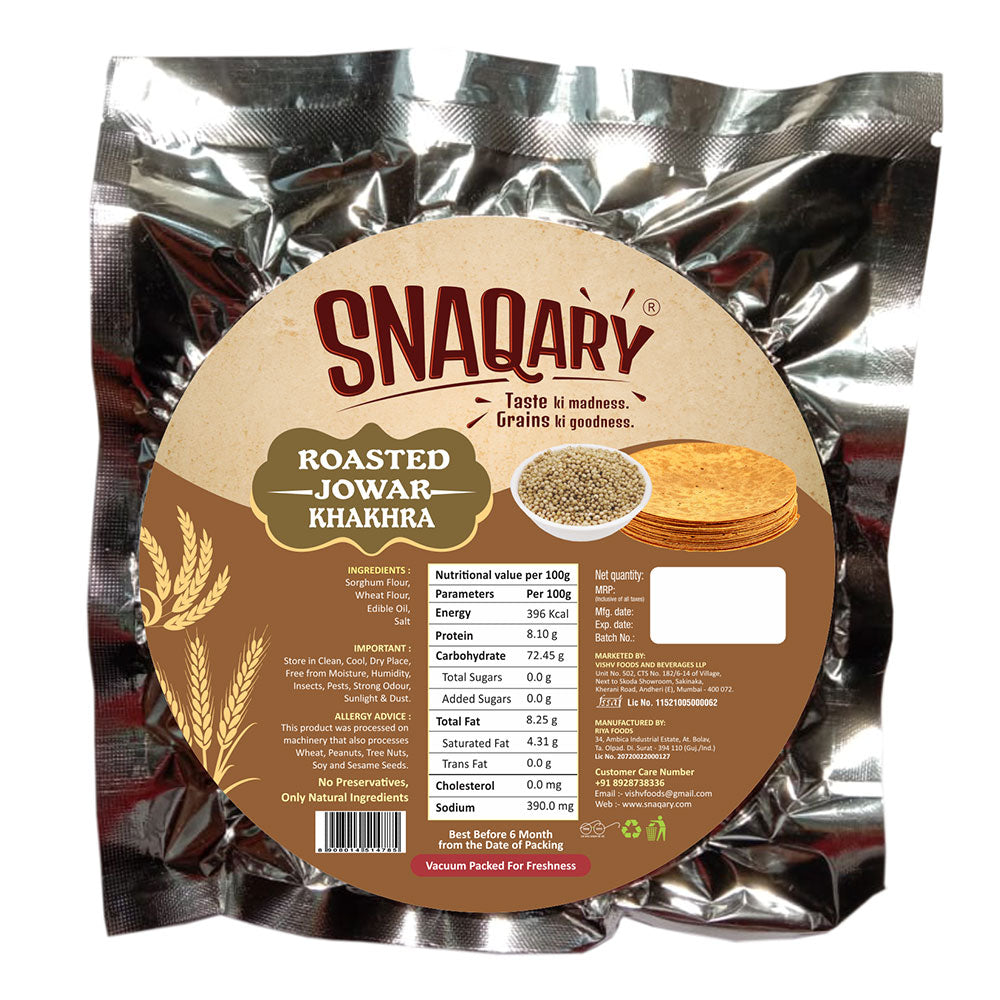 SNAQARY ®
Taste ki madness.
Grains ki goodness.
ROASTED
JOWAR
KHAKHRA
INGREDIENTS :
Sorghum Flour,
Wheat Flour,
Edible Oil,
Salt
IMPORTANT :
Store in Clean, Cool, Dry Place,
Free from Moisture, Humidity,
Insects, Pests, Strong Odour,
Sunlight & Dust.
ALLERGY ADVICE :
This product was processed on
machinery that also processes
Wheat, Peanuts, Tree Nuts,
Soy and Sesame Seeds.
No Preservatives,
Only Natural Ingredients
8908014514785
Nutritional value per 100g
Parameters Per 100g
Energy 396 Kcal
Protein 8.10 g
Carbohydrate 72.45 g
Total Sugars 0.0 g
Added Sugars 0.0 g
Total Fat 8.25 g
Saturated Fat 4.31 g
Trans Fat 0.0 g
Cholesterol 0.0 mg
Sodium 390.0 mg
Best Before 6 Month
from the Date of Packing
Vacuum Packed For Freshness
Net quantity:
MRP:
(Inclusive of all taxes)
Mfg. date:
Exp. date:
Batch No.:
MARKETED BY:
VISHV FOODS AND BEVERAGES LLP
Unit No. 502, CTS No. 182/6-14 of Village,
Next to Skoda Showroom, Sakinaka,
Kherani Road, Andheri (E), Mumbai - 400 072.
fssai Lic No. 11521005000062
MANUFACTURED BY:
RIYA FOODS
34, Ambica Industrial Estate, At. Bolav,
Ta. Olpad. Di. Surat - 394 110 (Guj./Ind.)
Lic No. 20720022000127
Customer Care Number
+91 8928738336
Email :- vishvfoods@gmail.com
Web :- www.snaqary.com